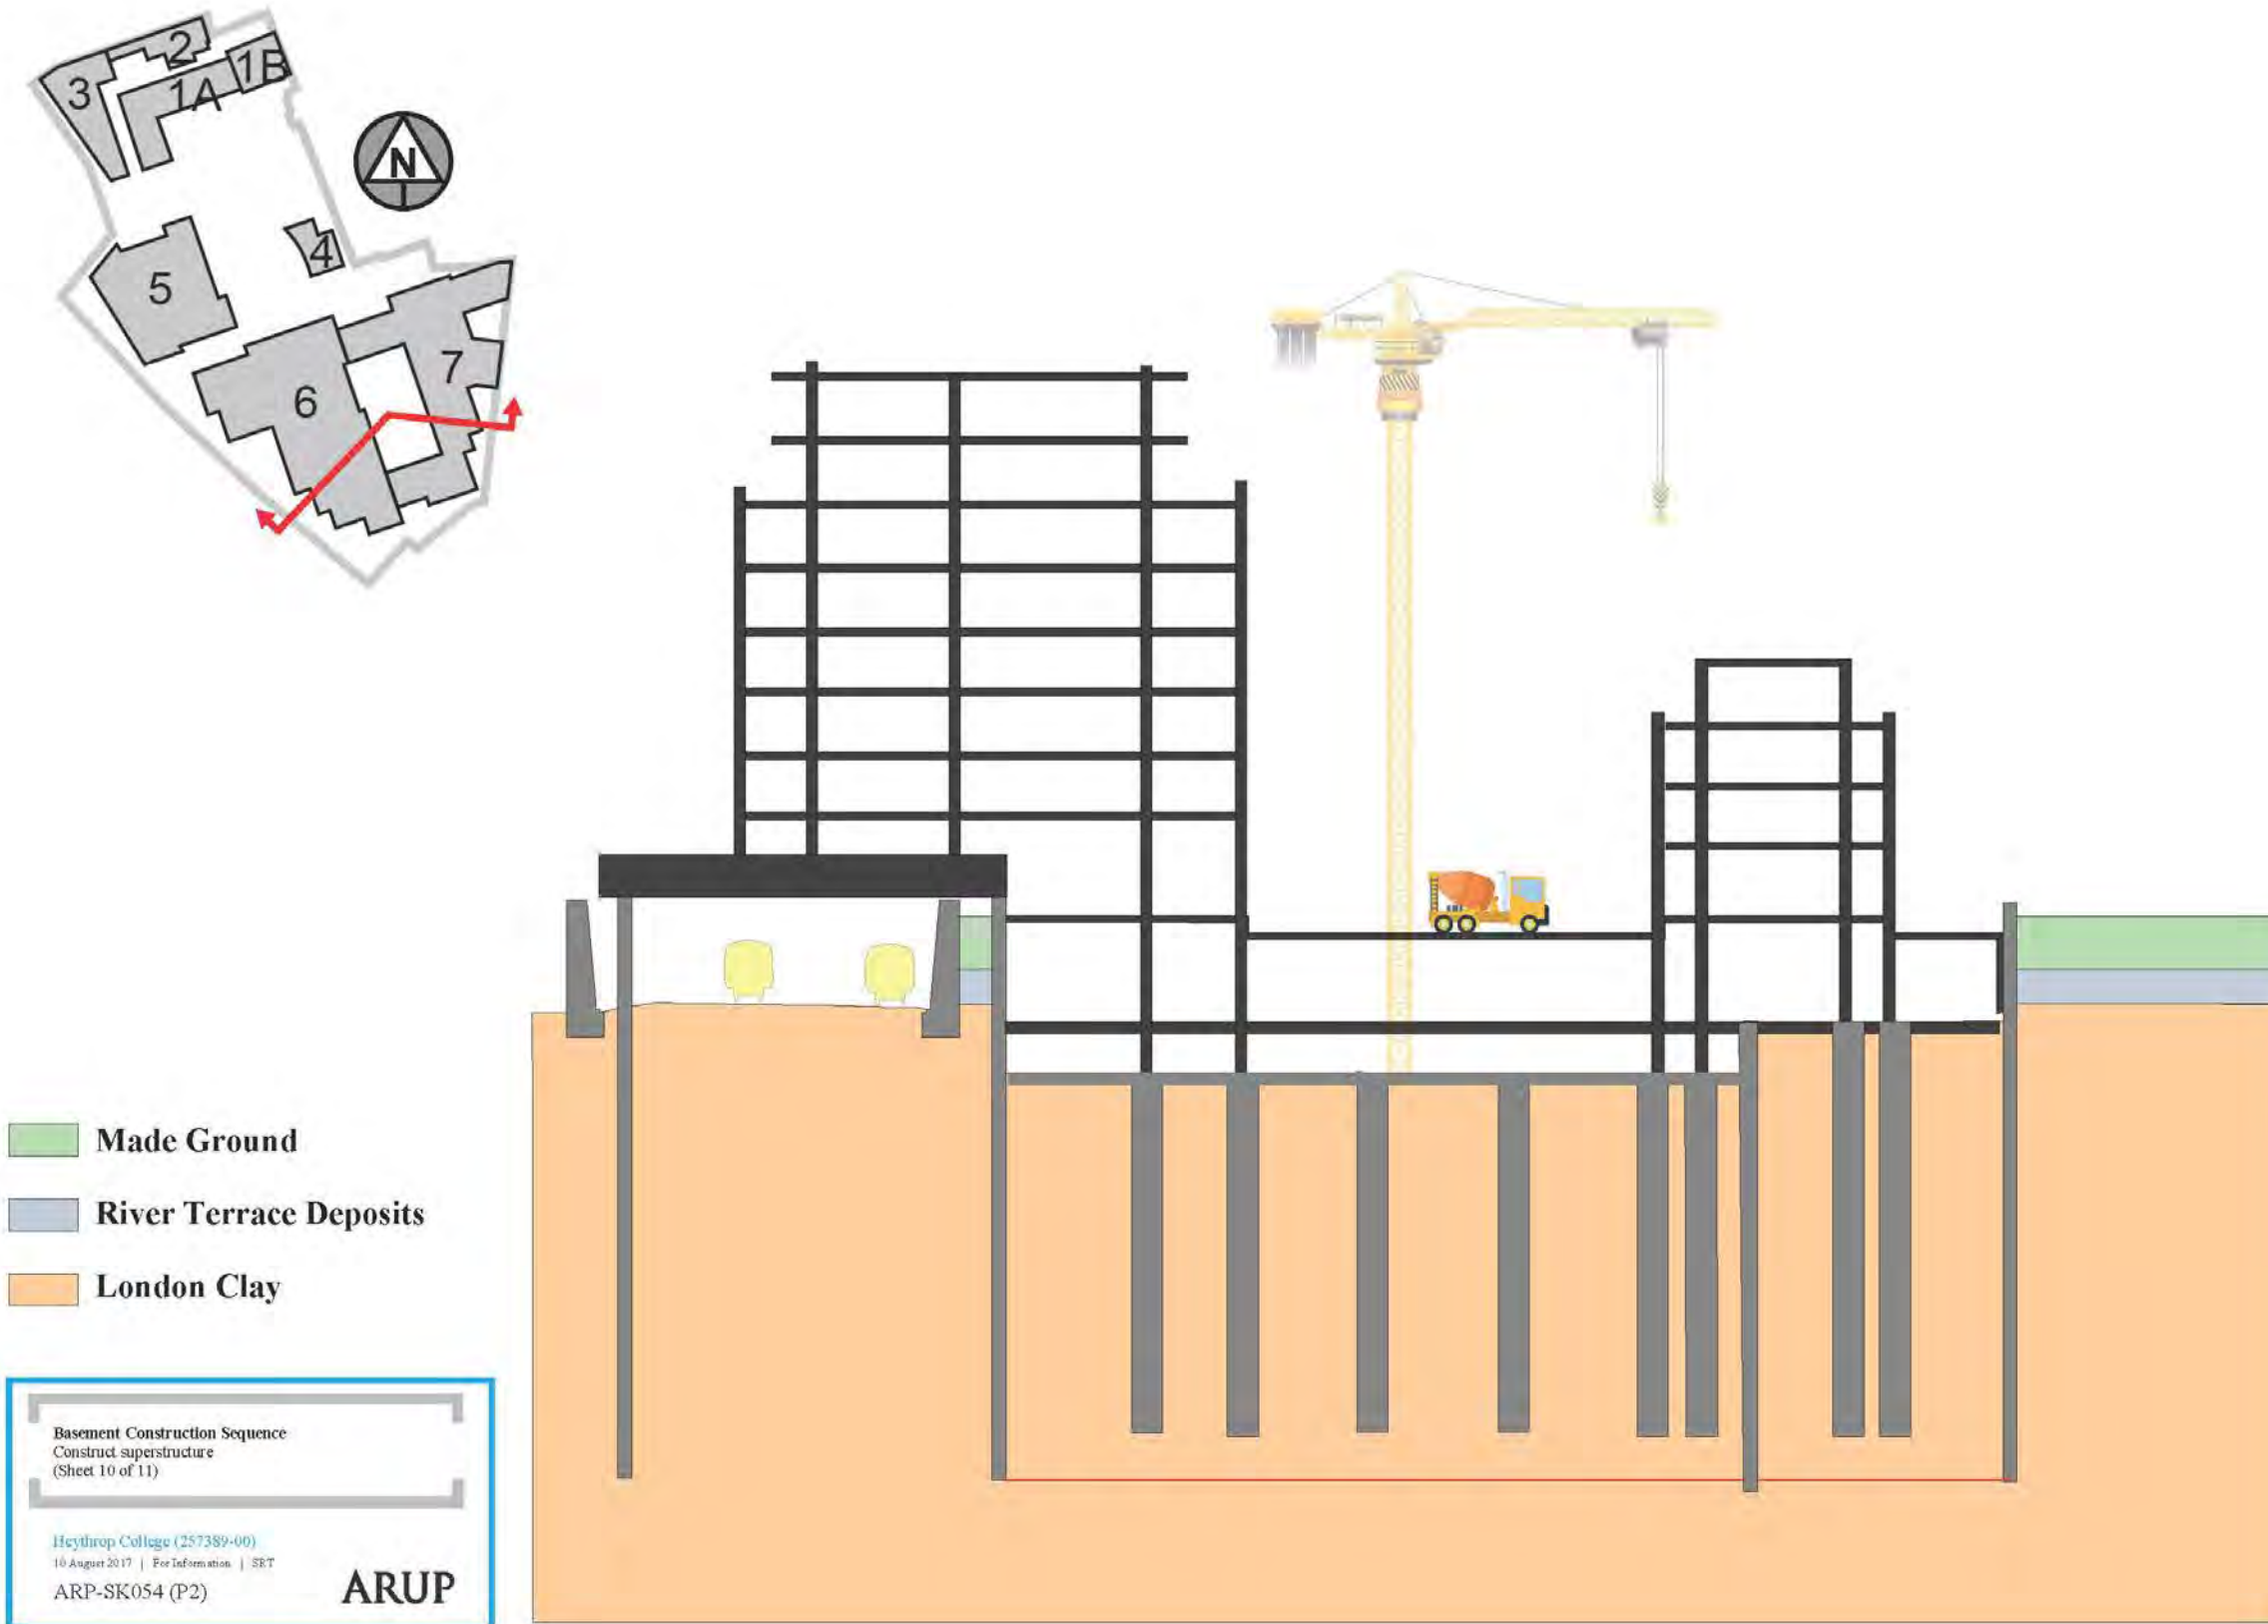 2
1B
3
1A
N
4
5
7
6
Made Ground
River Terrace Deposits
London Clay
Basement Construction Sequence
Construct superstructure
(Sheet 10 of 11)
Heythrop College (257389-00)
10 August 2017 | For Information | SRT
ARP-SK054 (P2)
ARUP